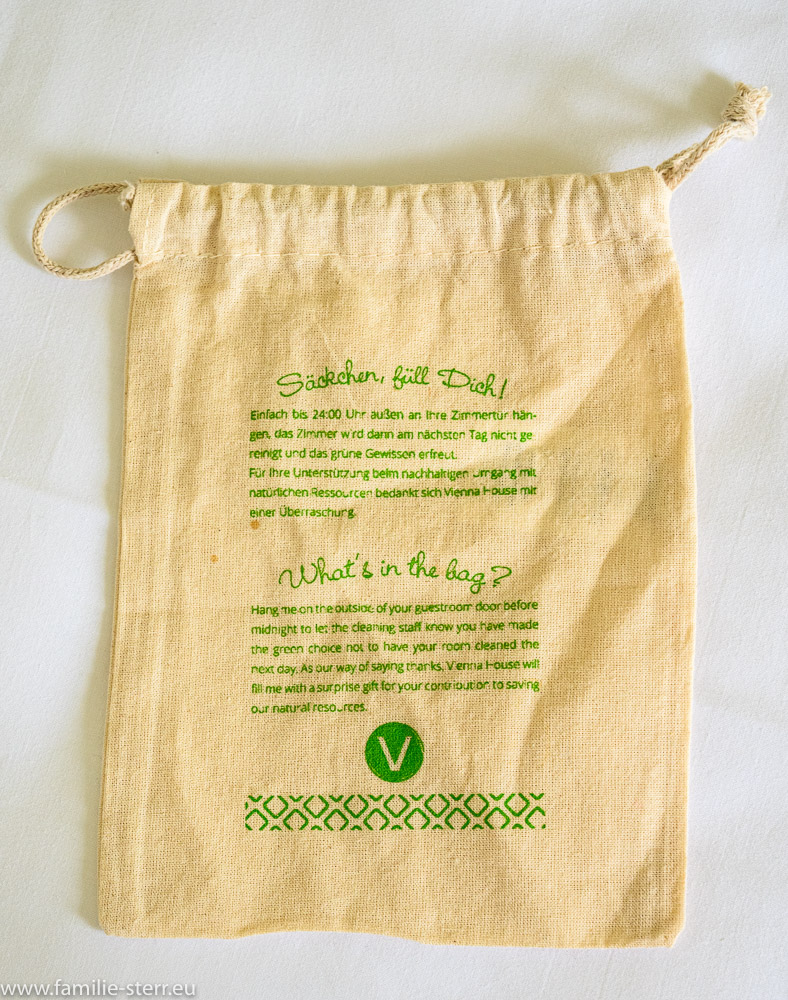 Säckchen, füll Dich!
Einfach bis 24:00 Uhr außen an Ihre Zimmertür hän-
gen, das Zimmer wird dann am nächsten Tag nicht ge
reinigt und das grüne Gewissen erfreut.
Für Ihre Unterstützung beim nachhaltigen Umgang mit
natürlichen Ressourcen bedankt sich Vienna House mit
einer Überraschung.
What's in the bag?
Hang me on the outside of your guestroom door before
midnight to let the cleaning staff know you have made
the green choice not to have your room cleaned the
next day. As our way of saying thanks, Vienna House will
fill me with a surprise gift for your contribution to saving
our natural resources.
V
www.familie-sterr.eu